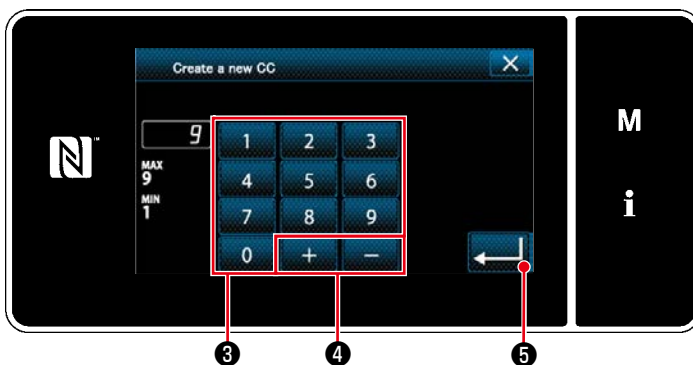 Create a new CC
9
MAX
9
MIN
1
1 2 3
4 5 6
7 8 9
0 + −
N™
M
i
❸ ❹ ❺